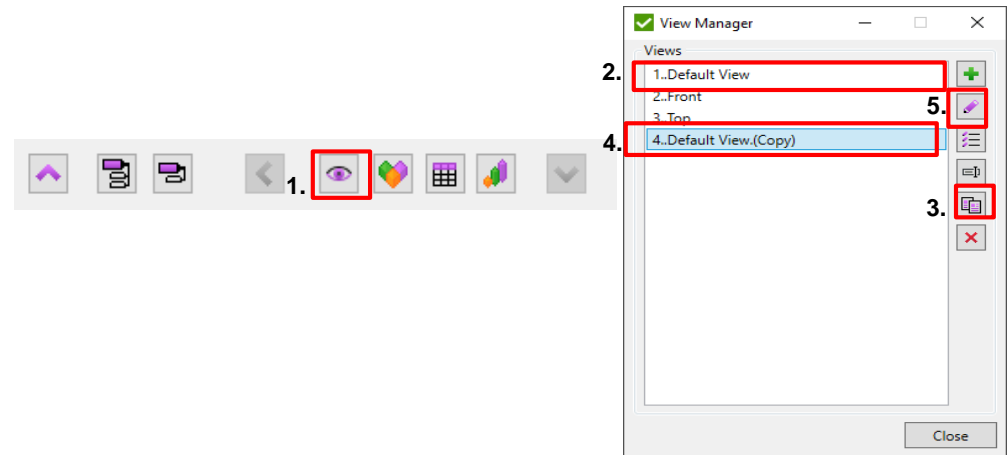 View Manager
Views
2.
1..Default View
2..Front
5.
3..Top
4.
4..Default View.(Copy)
1.
3.
Close